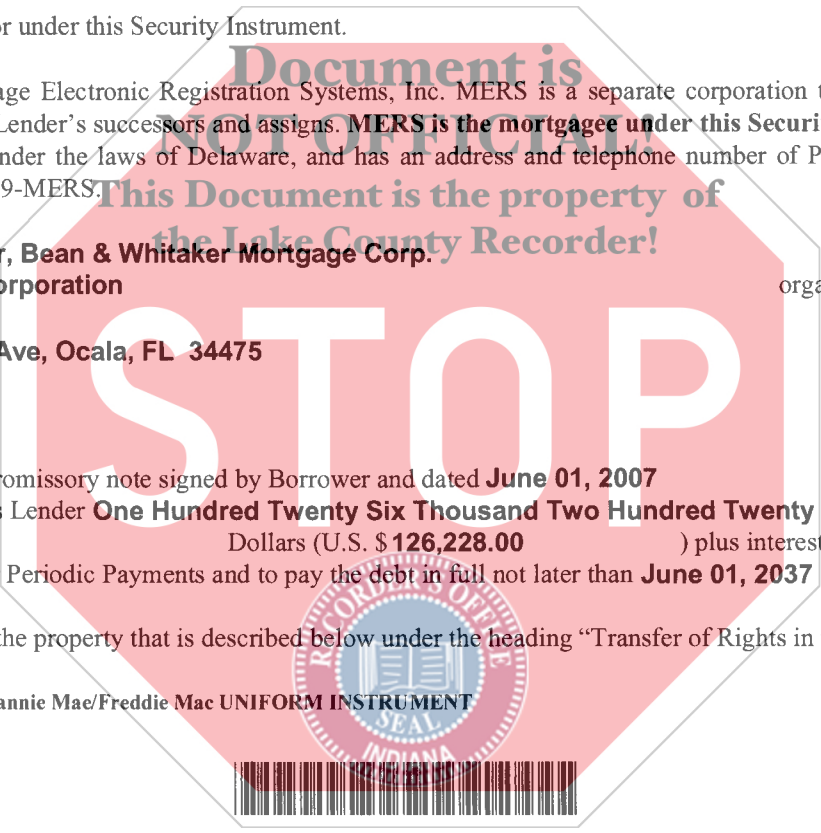 or under this Security Instrument.
Document is
age Electronic Registration Systems, Inc. MERS is a separate corporation t
NOT OFFICIAL!
Lender's successors and assigns. MERS is the mortgagee under this Securi
nder the laws of Delaware, and has an address and telephone number of P
9-MERS.
This Document is the property of
the Lake County Recorder!
r, Bean & Whitaker Mortgage Corp.
orporation orga
STOP
Ave, Ocala, FL 34475
romissory note signed by Borrower and dated June 01, 2007
s Lender One Hundred Twenty Six Thousand Two Hundred Twenty
Dollars (U.S. $ 126,228.00 ) plus interest
Periodic Payments and to pay the debt in full not later than June 01, 2037
the property that is described below under the heading “Transfer of Rights in
annie Mae/Freddie Mac UNIFORM INSTRUMENT
RECORDER'S OFFICE
SEAL
INDIANA